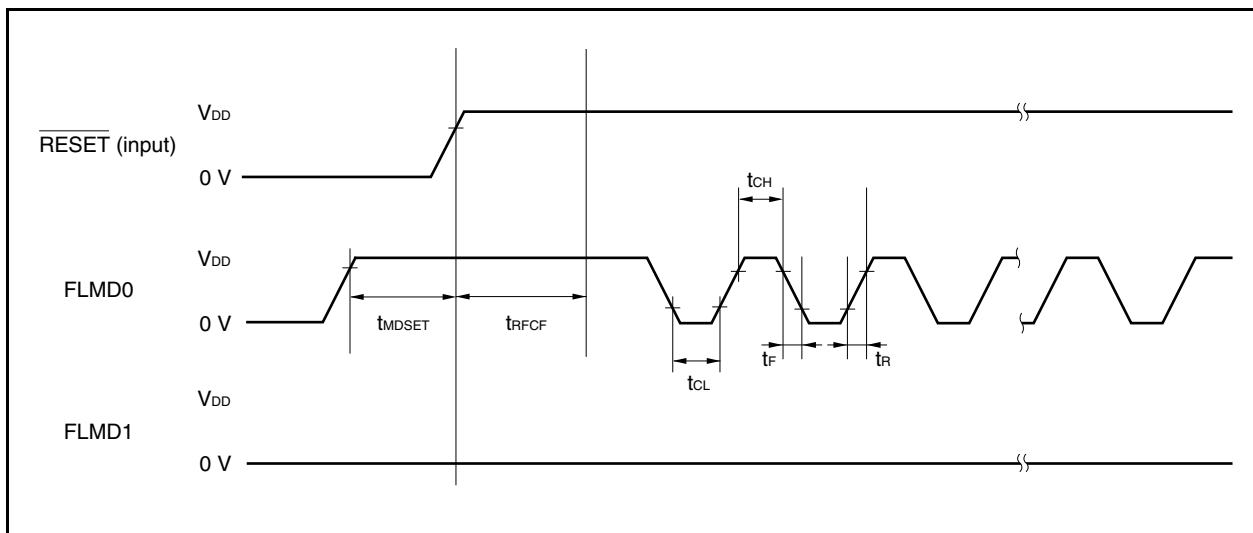 VDD
RESET (input)
0 V
tCH
VDD
FLMD0
0 V
tMDSET
tRFCF
tF
tR
tCL
VDD
FLMD1
0 V